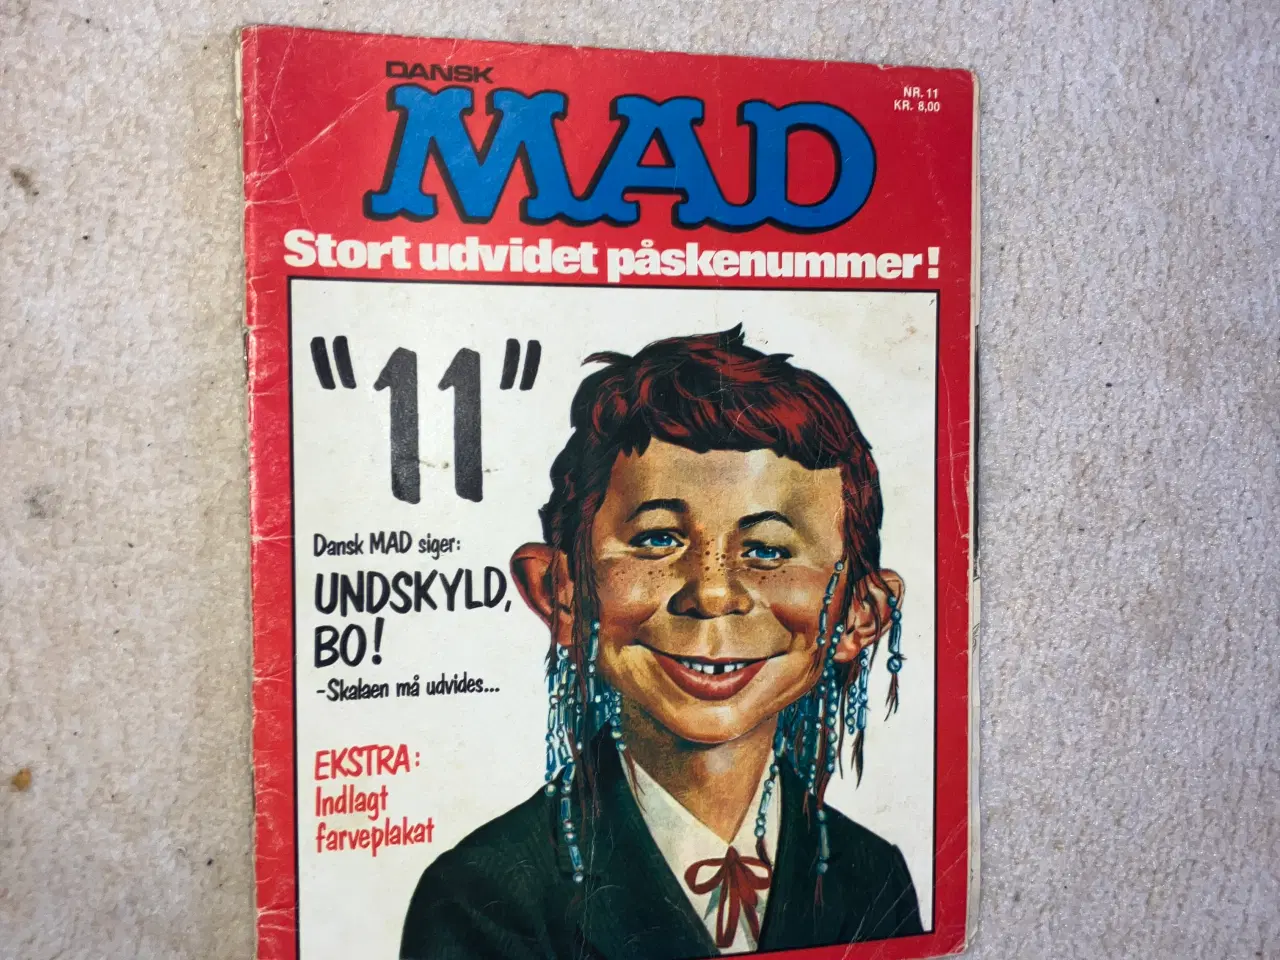 DANSK
MAD
NR. 11
KR. 8,00
Stort udvidet påskenummer!
"11"
Dansk MAD siger:
UNDSKYLD,
BO!
-Skalaen må udvides...
EKSTRA:
Indlagt
farveplakat